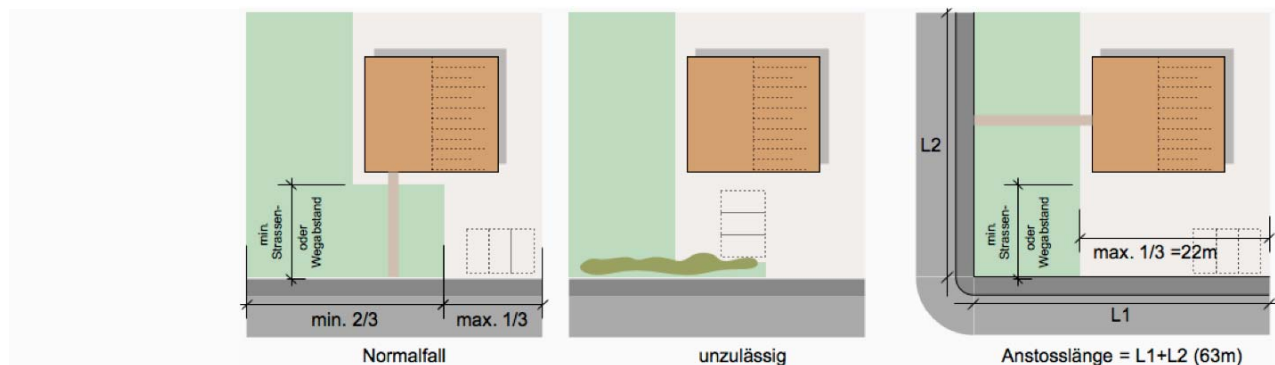 min.
Strassen-
oder
Wegabstand
min. 2/3
max. 1/3
Normalfall
unzulässig
L2
min.
Strassen-
oder
Wegabstand
max. 1/3 =22m
L1
Anstosslänge = L1+L2 (63m)